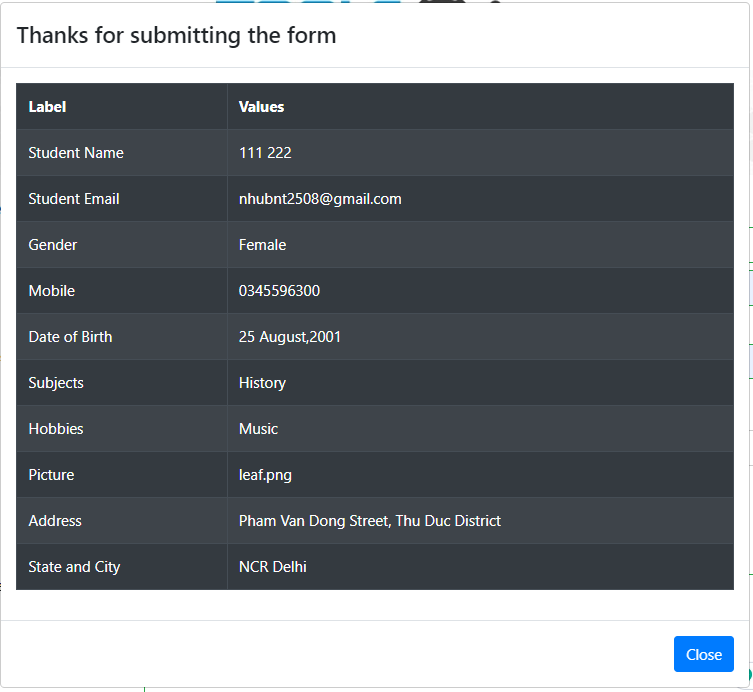 Thanks for submitting the form
Label Values
Student Name 111 222
Student Email nhubnt2508@gmail.com
Gender Female
Mobile 0345596300
Date of Birth 25 August,2001
Subjects History
Hobbies Music
Picture leaf.png
Address Pham Van Dong Street, Thu Duc District
State and City NCR Delhi
Close